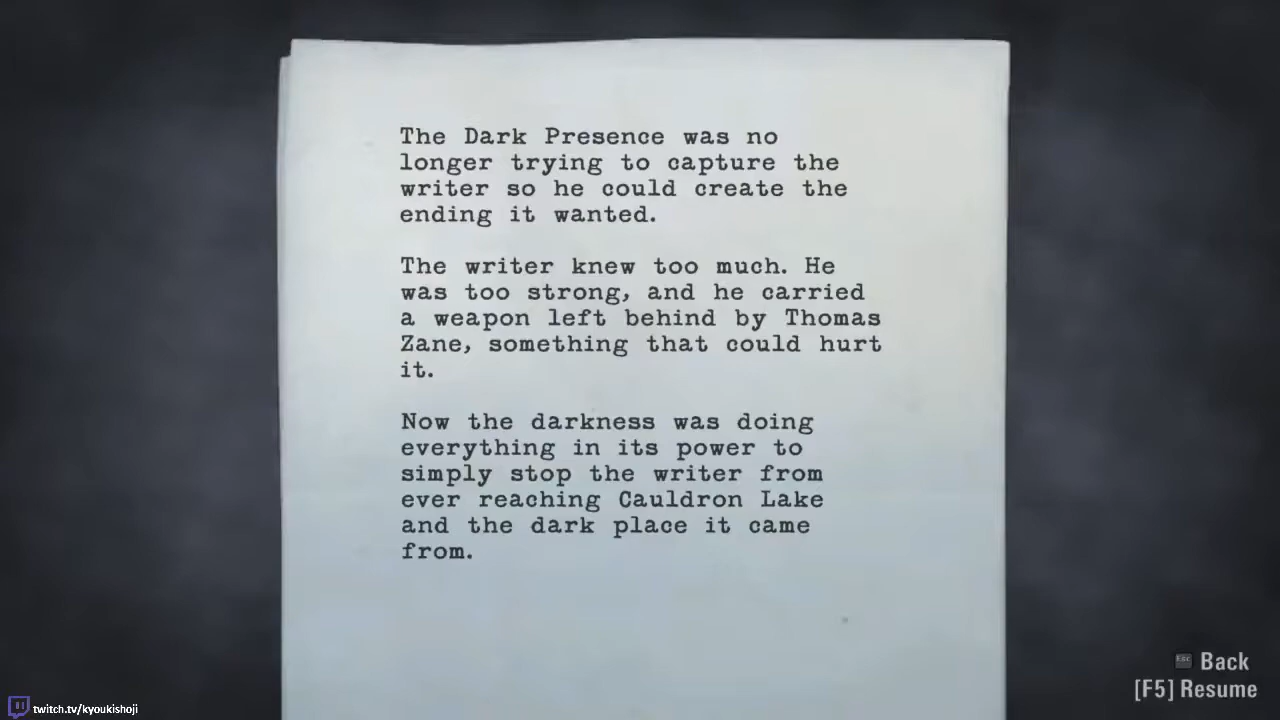 The Dark Presence was no
longer trying to capture the
writer so he could create the
ending it wanted.
The writer knew too much. He
was too strong, and he carried
a weapon left behind by Thomas
Zane, something that could hurt
it.
Now the darkness was doing
everything in its power to
simply stop the writer from
ever reaching Cauldron Lake
and the dark place it came
from.
Esc Back
[F5] Resume
twitch.tv/kyoukishoji